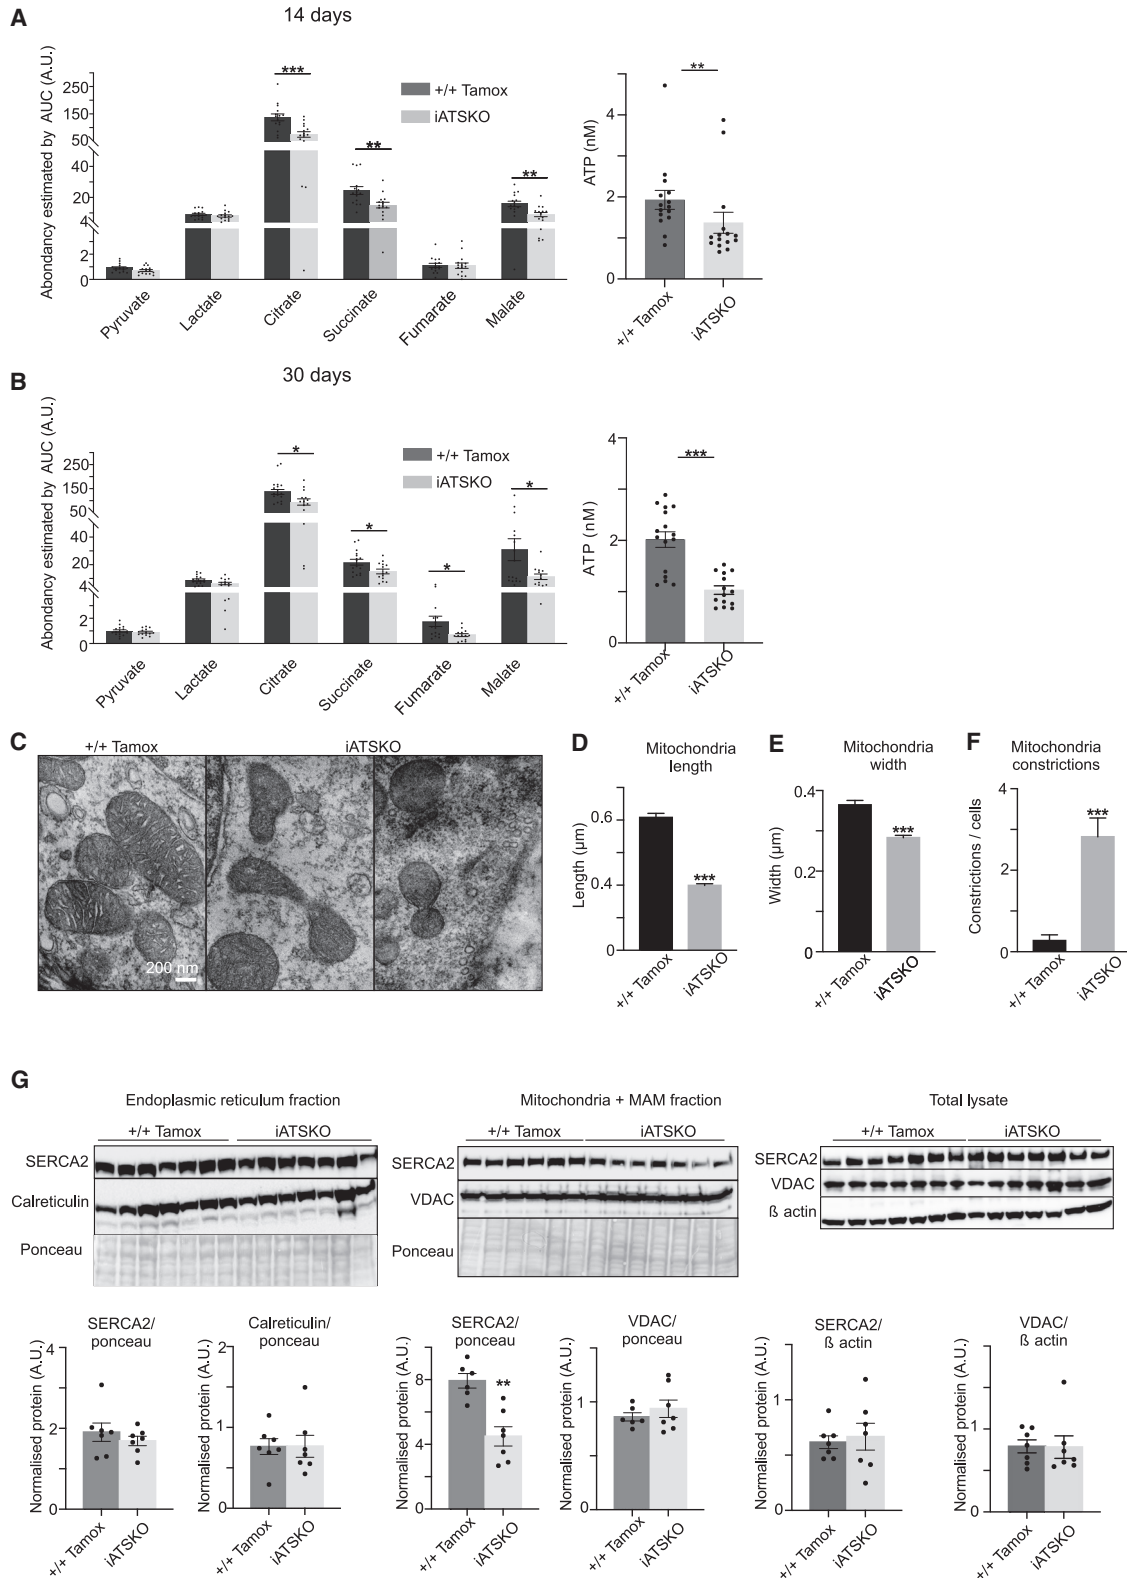 A
14 days
Abondancy estimated by AUC (A.U.)
250
150
50
40
20
4
2
0
***
**
**
+/+ Tamox
iATSKO
Pyruvate
Lactate
Citrate
Succinate
Fumarate
Malate
ATP (nM)
4
2
0
**
+/+ Tamox
iATSKO
B
30 days
Abondancy estimated by AUC (A.U.)
250
150
50
40
20
4
2
0
*
*
*
*
+/+ Tamox
iATSKO
Pyruvate
Lactate
Citrate
Succinate
Fumarate
Malate
ATP (nM)
4
2
0
***
+/+ Tamox
iATSKO
C
+/+ Tamox
iATSKO
200 nm
D
Mitochondria
length
Length (µm)
0.6
0.4
0
***
+/+ Tamox
iATSKO
E
Mitochondria
width
Width (µm)
0.4
0.2
0
***
+/+ Tamox
iATSKO
F
Mitochondria
constrictions
Constrictions / cells
4
2
0
***
+/+ Tamox
iATSKO
G
Endoplasmic reticulum fraction
+/+ Tamox
iATSKO
SERCA2
Calreticulin
Ponceau
Mitochondria + MAM fraction
+/+ Tamox
iATSKO
SERCA2
VDAC
Ponceau
Total lysate
+/+ Tamox
iATSKO
SERCA2
VDAC
ß actin
SERCA2/
ponceau
Normalised protein (A.U.)
4
2
0
+/+ Tamox
iATSKO
Calreticulin/
ponceau
Normalised protein (A.U.)
2
1
0
+/+ Tamox
iATSKO
SERCA2/
ponceau
Normalised protein (A.U.)
8
4
0
**
+/+ Tamox
iATSKO
VDAC/
ponceau
Normalised protein (A.U.)
1
0
+/+ Tamox
iATSKO
SERCA2/
ß actin
Normalised protein (A.U.)
1
0
+/+ Tamox
iATSKO
VDAC/
ß actin
Normalised protein (A.U.)
1
0
+/+ Tamox
iATSKO